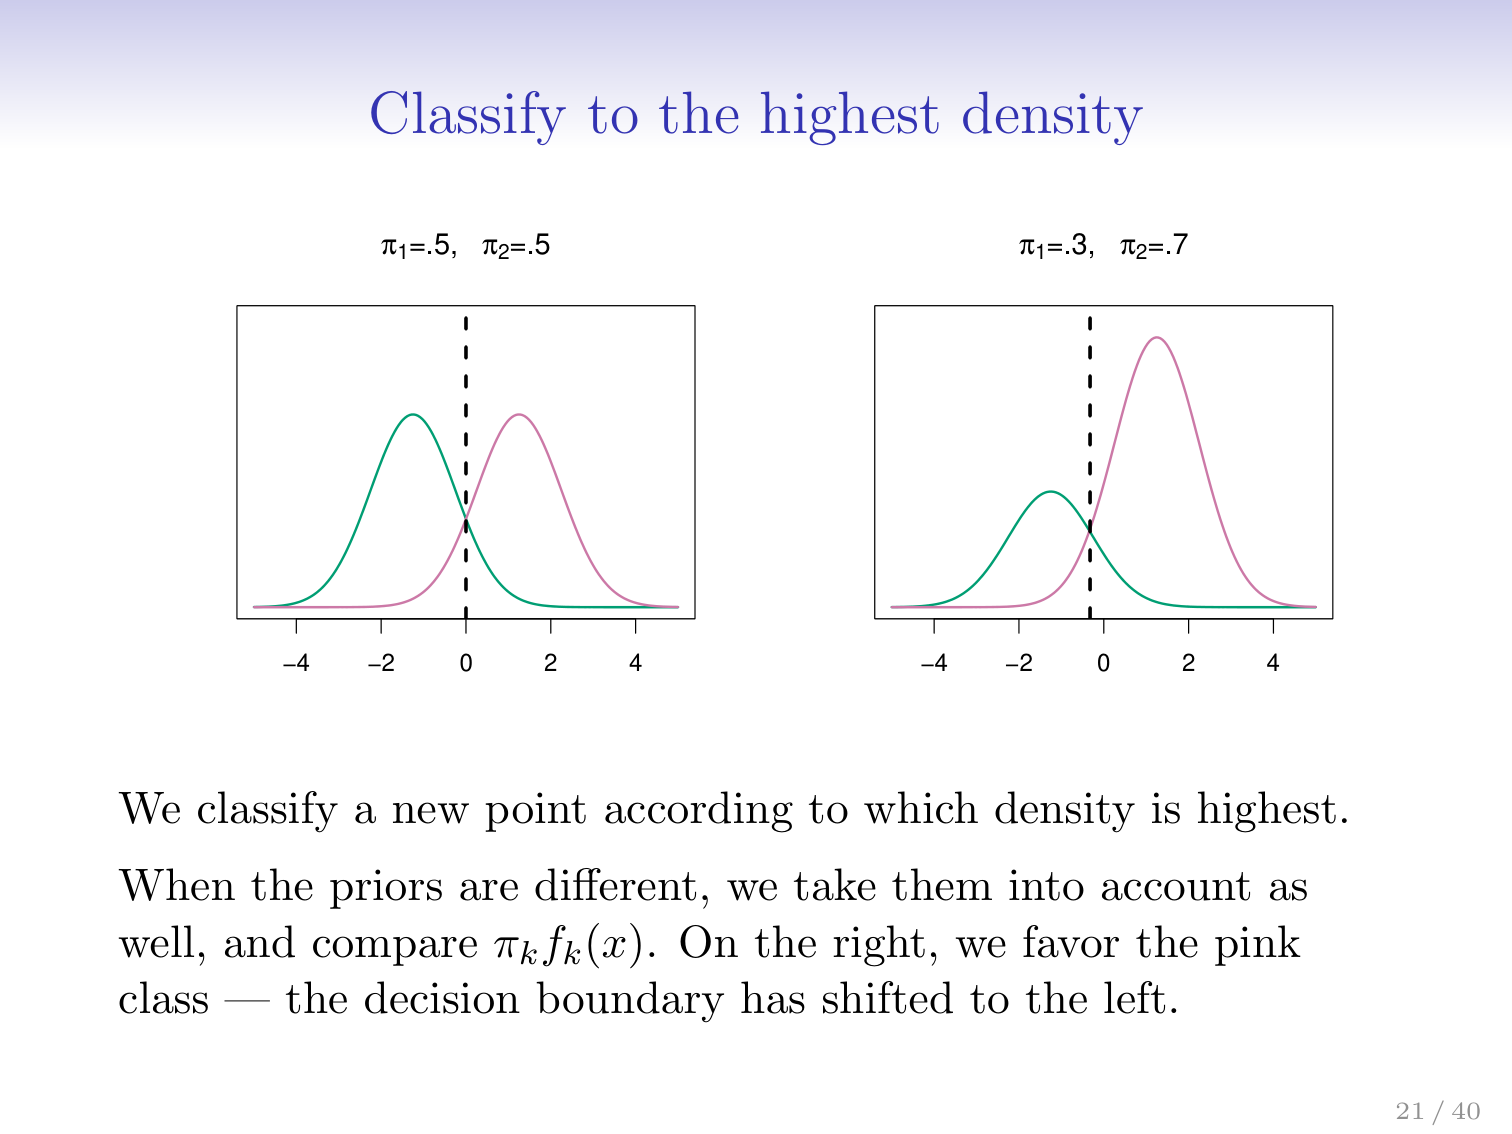 Classify to the highest density
π₁=.5, π₂=.5
π₁=.3, π₂=.7
−4 −2 0 2 4
−4 −2 0 2 4
We classify a new point according to which density is highest.
When the priors are different, we take them into account as
well, and compare πₖfₖ(x). On the right, we favor the pink
class — the decision boundary has shifted to the left.
21 / 40